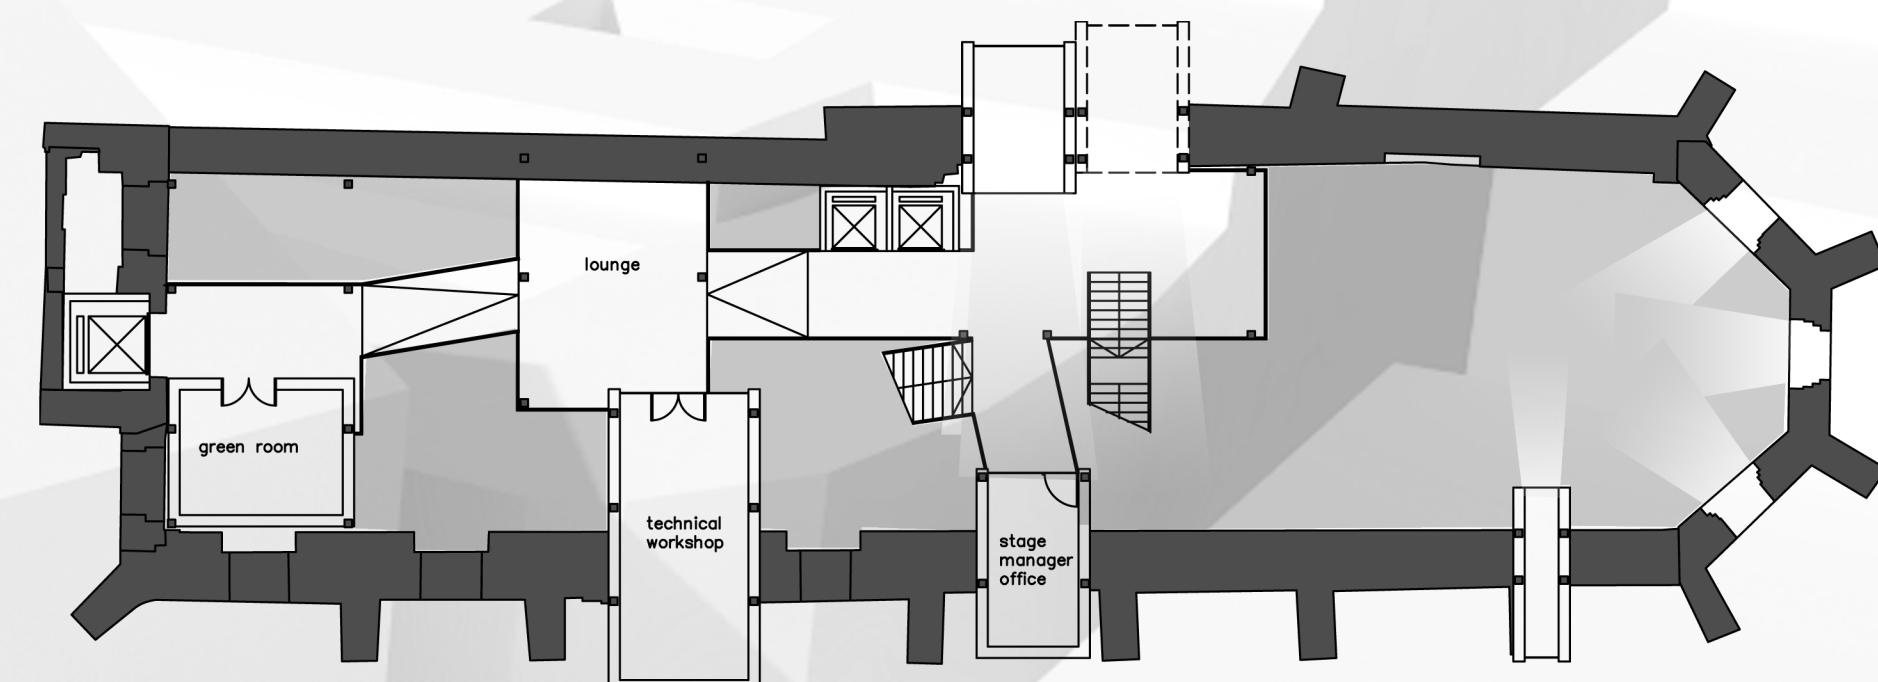 lounge
green room
technical
workshop
stage
manager
office